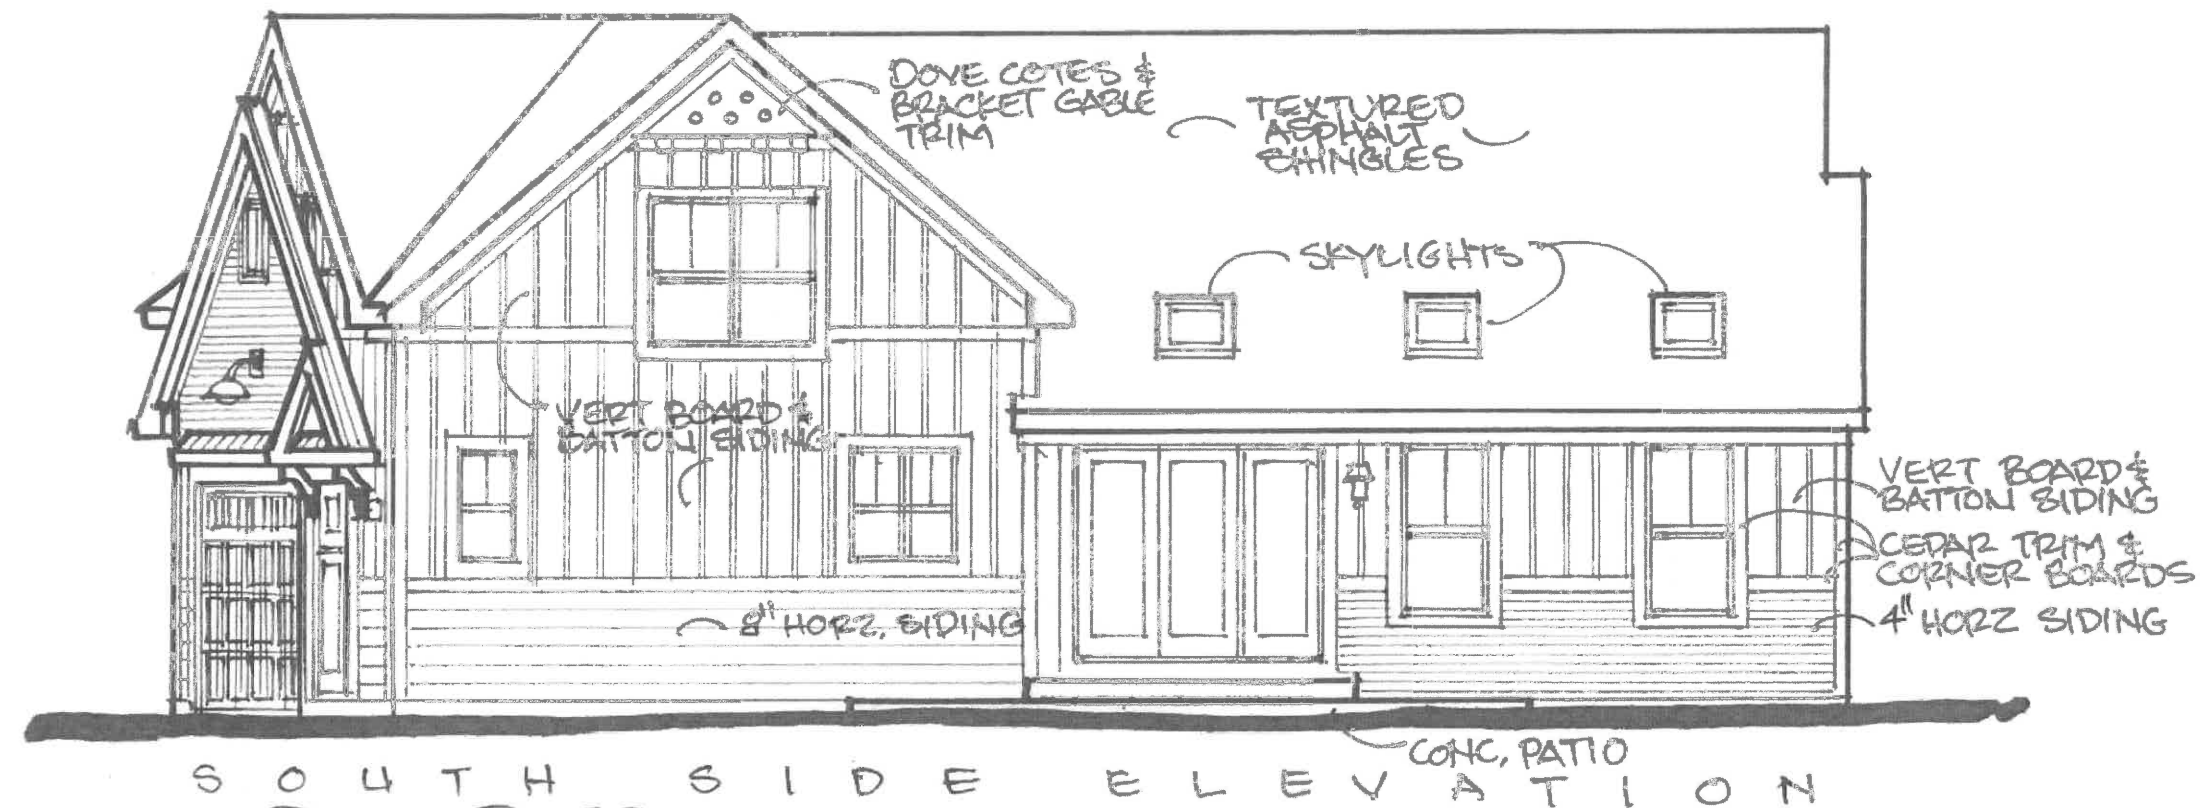 DOVE COTES &
BRACKET GABLE
TRIM
TEXTURED
ASPHALT
SHINGLES
SKYLIGHTS
VERT BOARD &
BATTON SIDING
VERT BOARD &
BATTON SIDING
CEDAR TRIM &
CORNER BOARDS
8" HORZ. SIDING
4" HORZ SIDING
CONC. PATIO
SOUTH SIDE ELEVATION